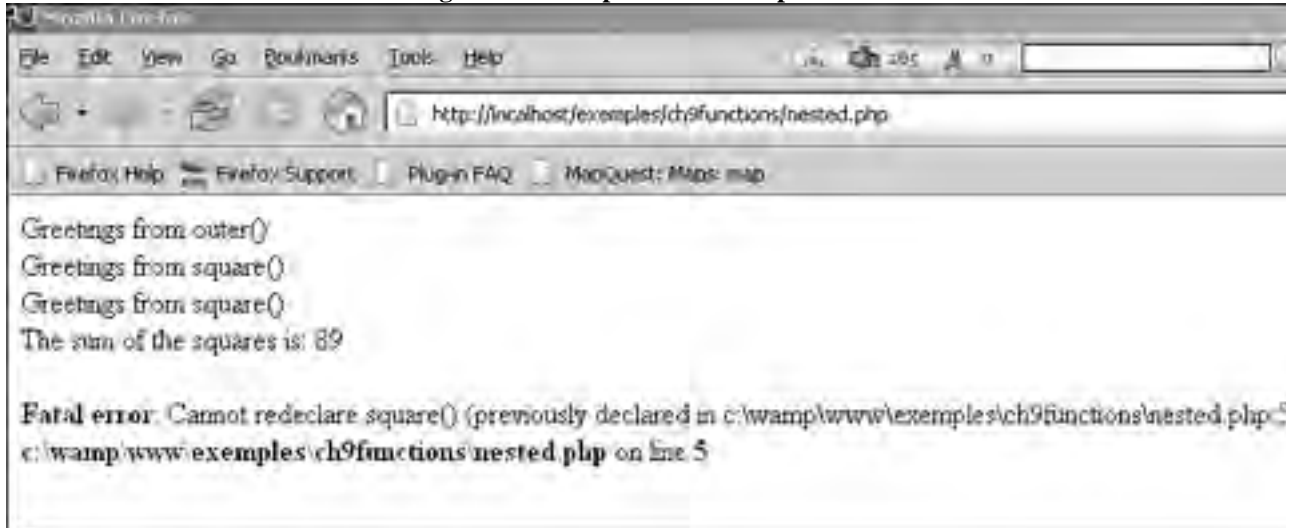 Mozilla Firefox
File Edit View Go Bookmarks Tools Help
http://localhost/exemples/ch9functions/nested.php
Firefox Help Firefox Support Plug-in FAQ MapQuest: Maps: map
Greetings from outer()
Greetings from square()
Greetings from square()
The sum of the squares is: 89
Fatal error: Cannot redeclare square() (previously declared in c:\wamp\www\exemples\ch9functions\nested.php:5
c:\wamp\www\exemples\ch9functions\nested.php on line 5